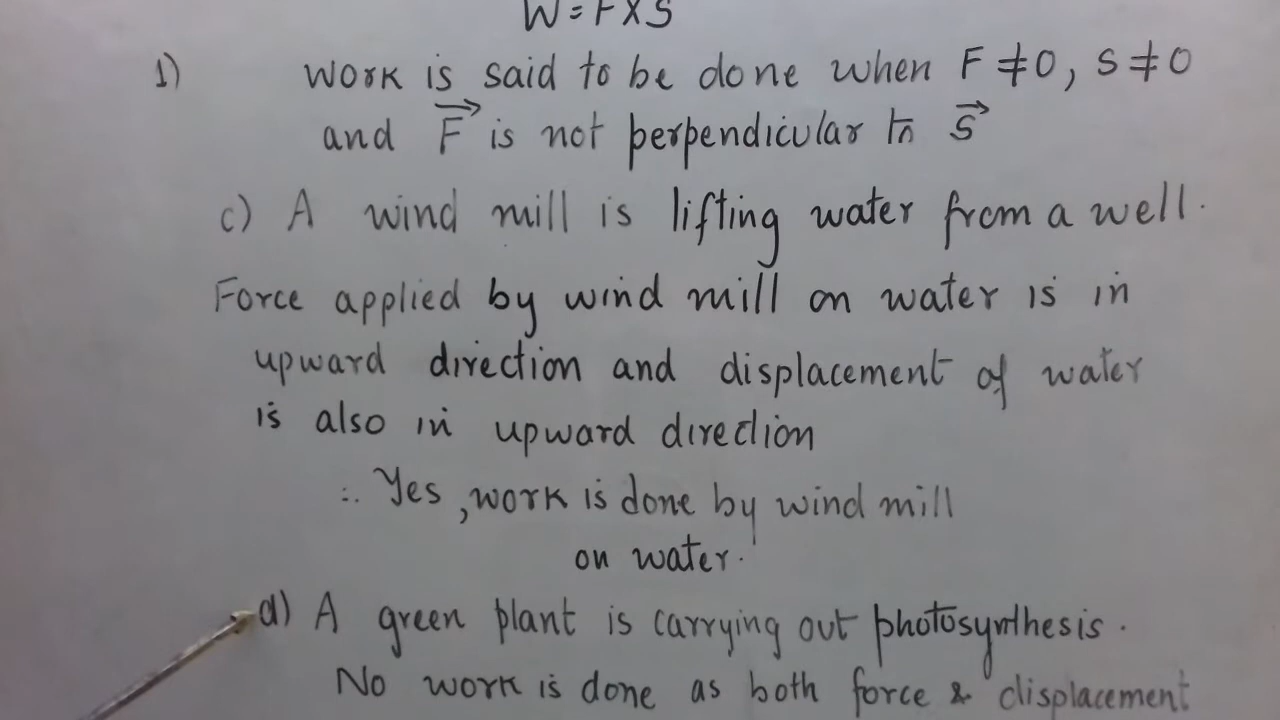 W = F X S
1) Work is said to be done when F ≠ 0, S ≠ 0
and F⃗ is not perpendicular to S⃗
c) A wind mill is lifting water from a well.
Force applied by wind mill on water is in
upward direction and displacement of water
is also in upward direction
∴ Yes, work is done by wind mill
on water.
d) A green plant is carrying out photosynthesis.
No work is done as both force & displacement